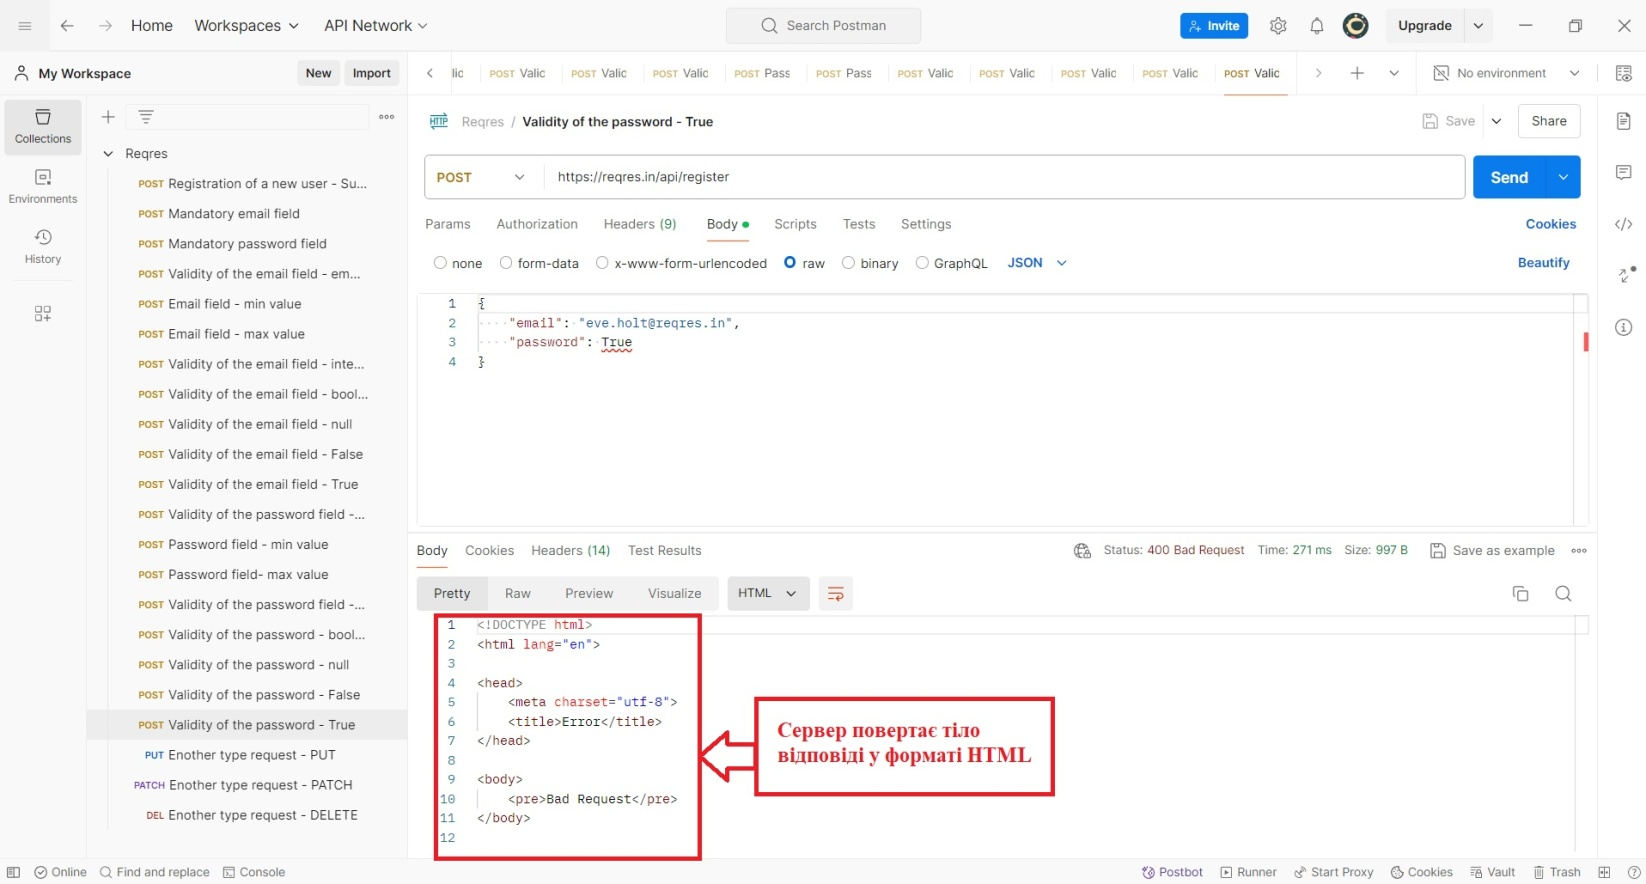 Home
Workspaces
API Network
Search Postman
Invite
Upgrade
My Workspace
New
Import
lic
POST Valic
POST Valic
POST Valic
POST Pass
POST Pass
POST Valic
POST Valic
POST Valic
POST Valic
POST Valic
No environment
Collections
Environments
History
Reqres
POST Registration of a new user - Su...
POST Mandatory email field
POST Mandatory password field
POST Validity of the email field - em...
POST Email field - min value
POST Email field - max value
POST Validity of the email field - inte...
POST Validity of the email field - bool...
POST Validity of the email field - null
POST Validity of the email field - False
POST Validity of the email field - True
POST Validity of the password field -...
POST Password field - min value
POST Password field- max value
POST Validity of the password field -...
POST Validity of the password - bool...
POST Validity of the password - null
POST Validity of the password - False
POST Validity of the password - True
PUT Enother type request - PUT
PATCH Enother type request - PATCH
DEL Enother type request - DELETE
HTTP Reqres / Validity of the password - True
Save
Share
POST
https://reqres.in/api/register
Send
Params
Authorization
Headers (9)
Body
Scripts
Tests
Settings
Cookies
none
form-data
x-www-form-urlencoded
raw
binary
GraphQL
JSON
Beautify
1 {
2 "email": "eve.holt@reqres.in",
3 "password": True
4 }
Body
Cookies
Headers (14)
Test Results
Status: 400 Bad Request
Time: 271 ms
Size: 997 B
Save as example
Pretty
Raw
Preview
Visualize
HTML
1 <!DOCTYPE html>
2 <html lang="en">
3
4 <head>
5 <meta charset="utf-8">
6 <title>Error</title>
7 </head>
8
9 <body>
10 <pre>Bad Request</pre>
11 </body>
12
Сервер повертає тіло
відповіді у форматі HTML
Online
Find and replace
Console
Postbot
Runner
Start Proxy
Cookies
Vault
Trash